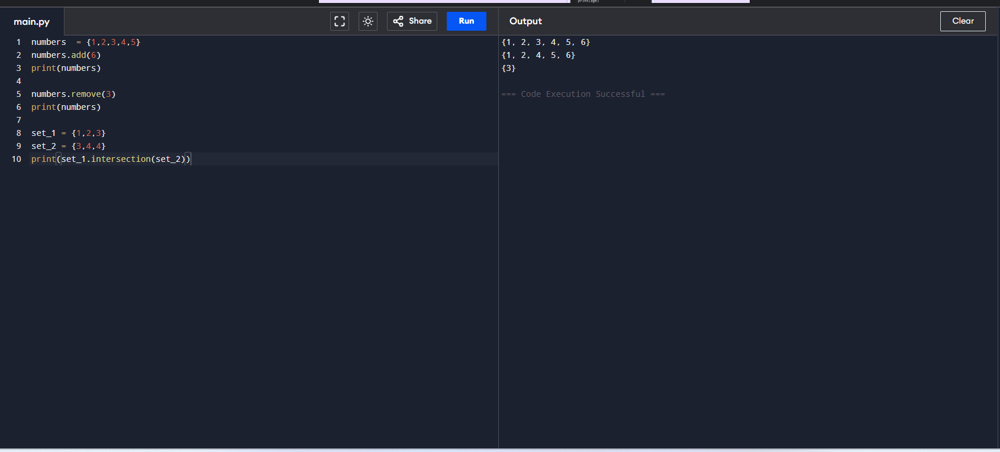 print(age)
main.py
Share
Run
Output
Clear
1 numbers  = {1,2,3,4,5}
2 numbers.add(6)
3 print(numbers)
4
5 numbers.remove(3)
6 print(numbers)
7
8 set_1 = {1,2,3}
9 set_2 = {3,4,4}
10 print(set_1.intersection(set_2))
{1, 2, 3, 4, 5, 6}
{1, 2, 4, 5, 6}
{3}
=== Code Execution Successful ===